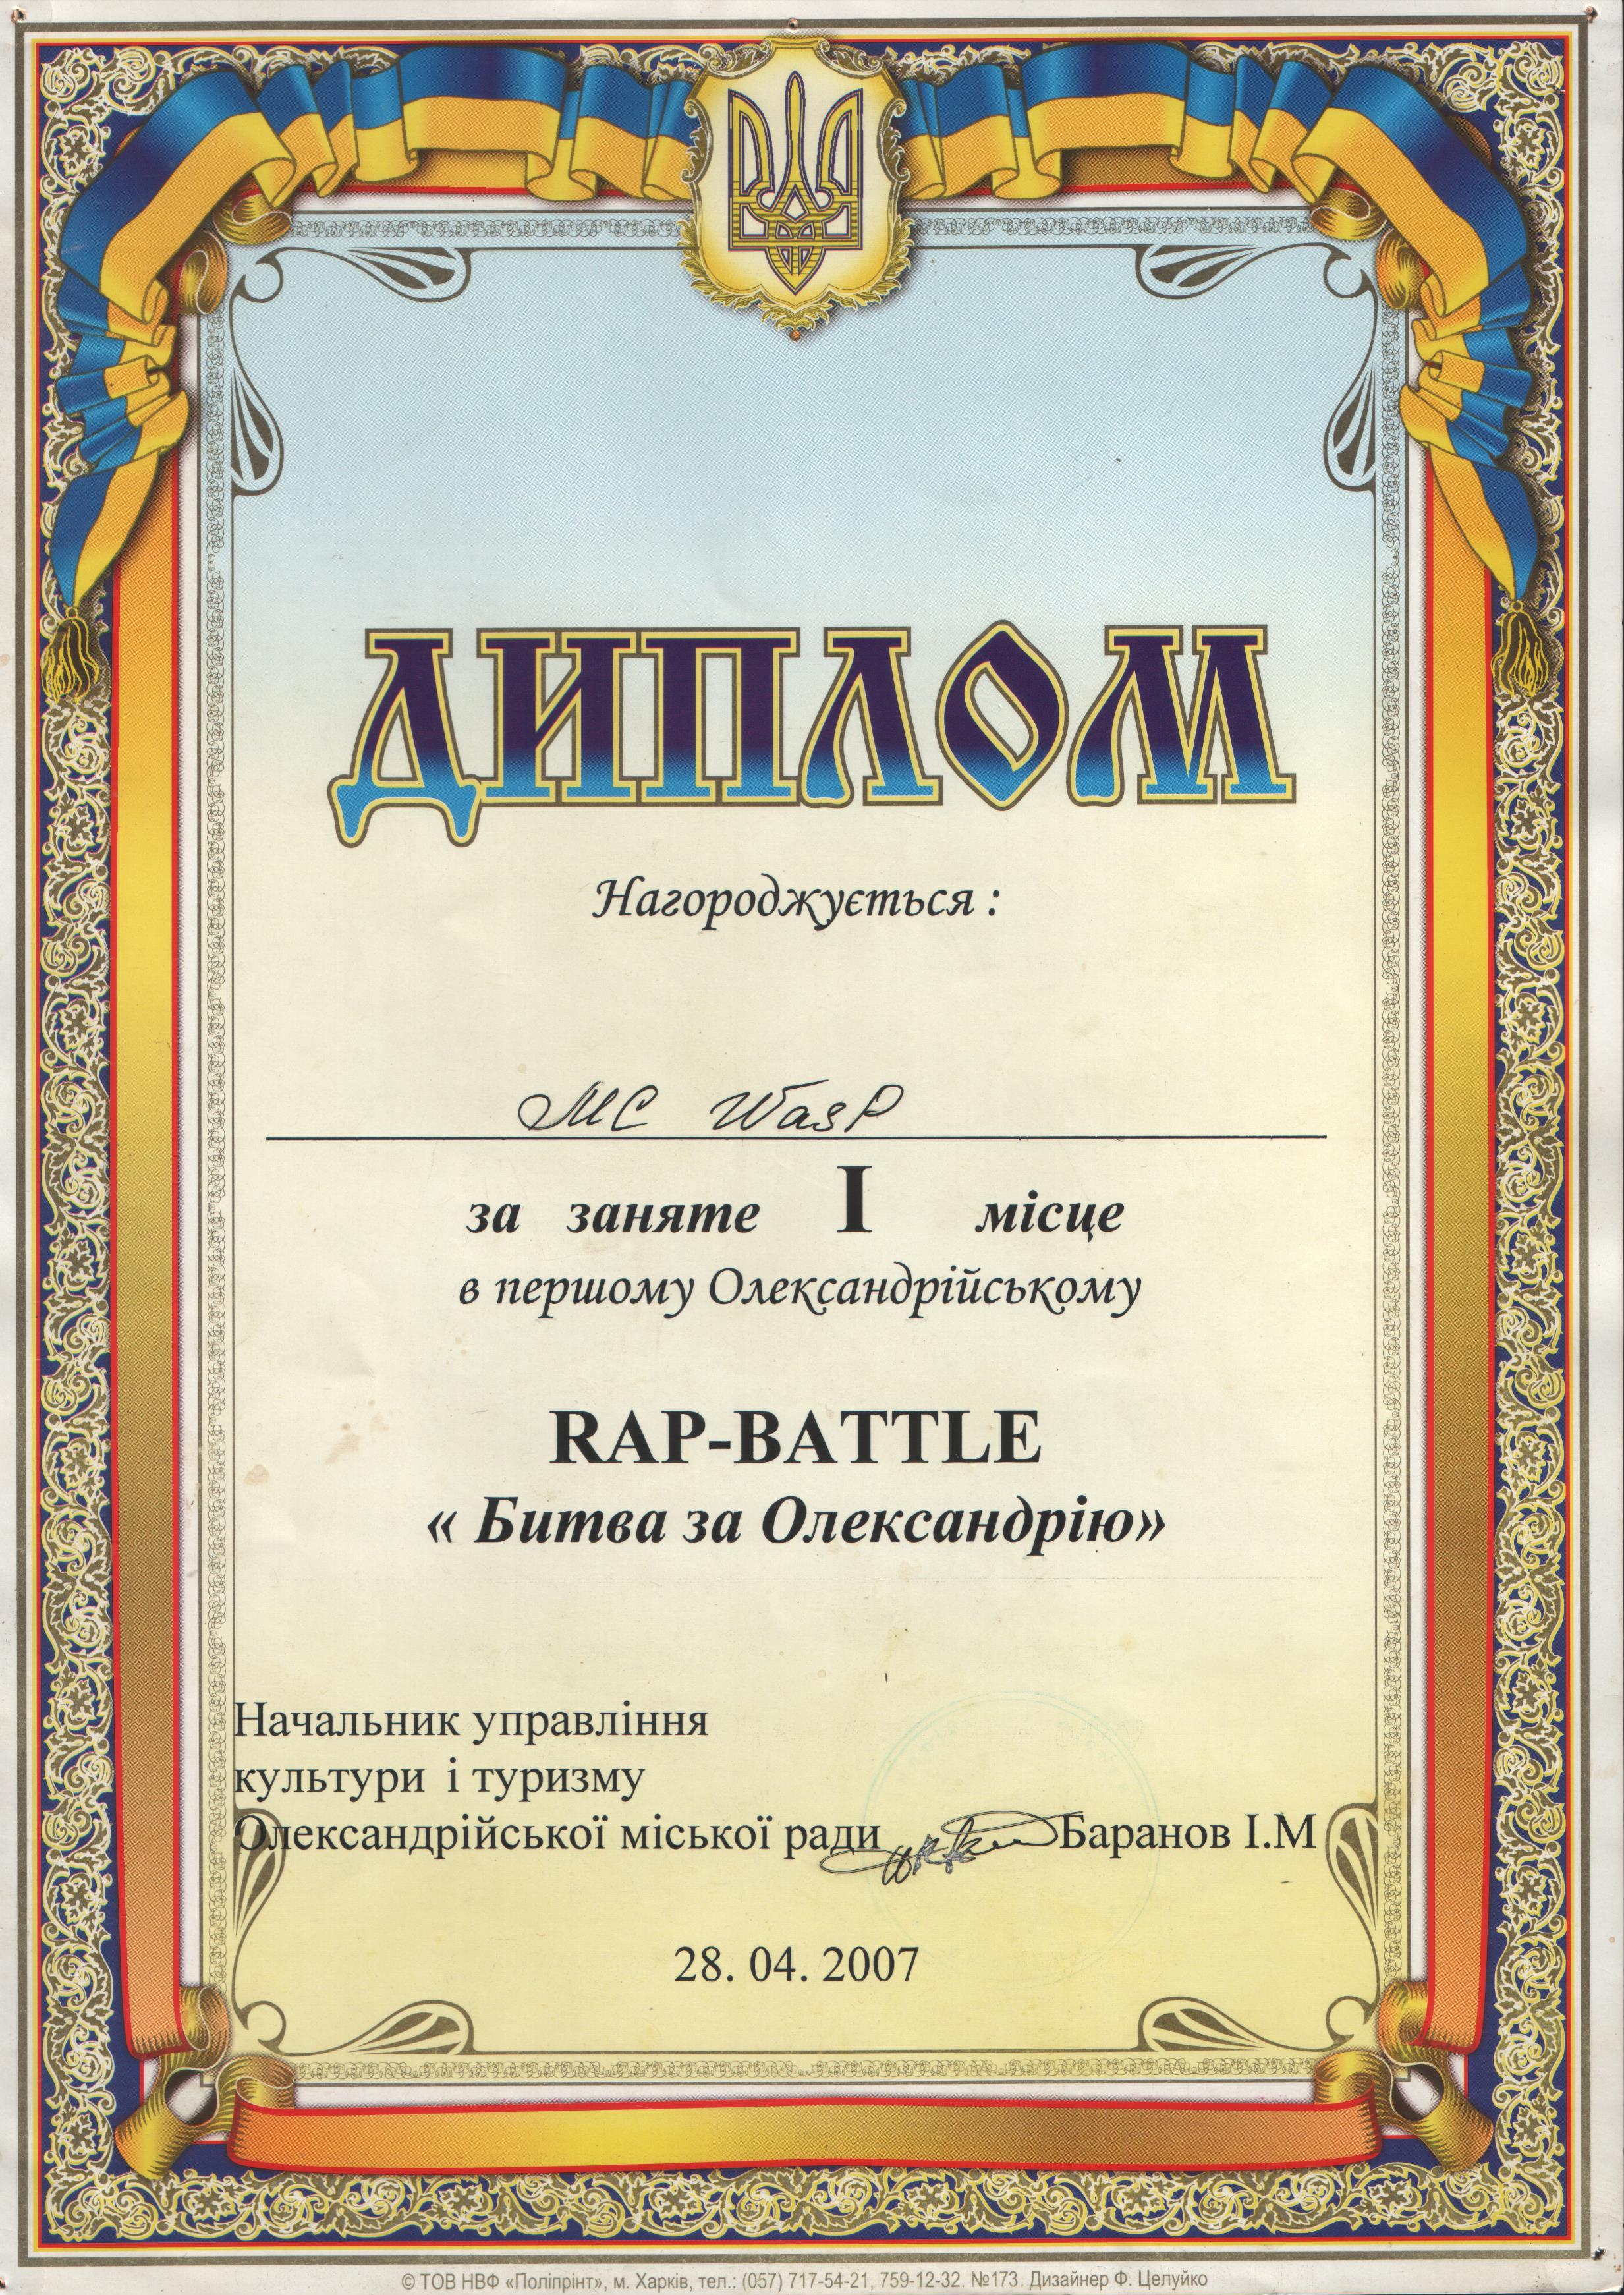 ДИПЛОМ
Нагороджується :
МС WasP
за заняте I місце
в першому Олександрійському
RAP-BATTLE
« Битва за Олександрію»
Начальник управління
культури і туризму
Олександрійської міської ради Баранов І.М
28. 04. 2007
© ТОВ НВФ «Поліпрінт», м. Харків, тел.: (057) 717-54-21, 759-12-32. №173 Дизайнер Ф. Целуйко